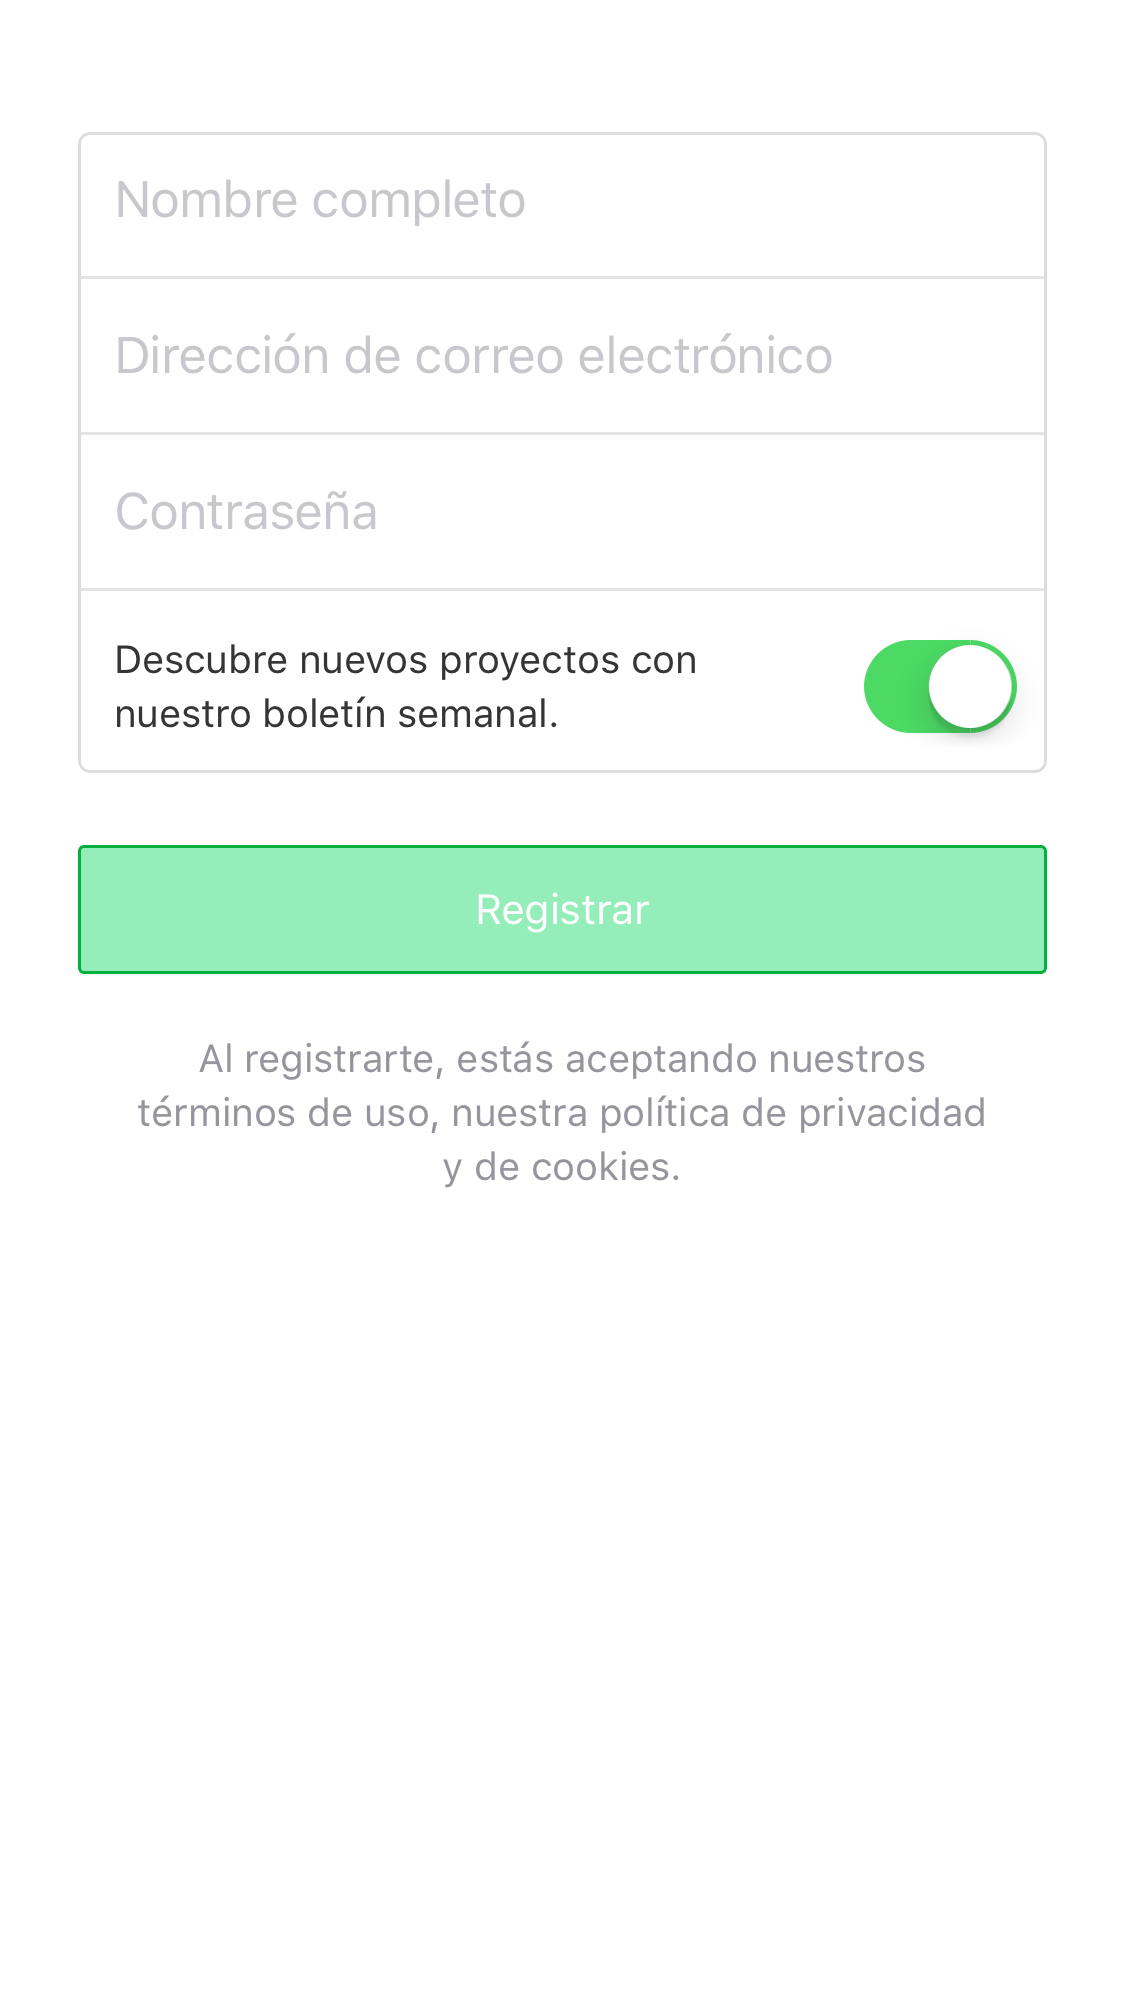 Nombre completo
Dirección de correo electrónico
Contraseña
Descubre nuevos proyectos con
nuestro boletín semanal.
Registrar
Al registrarte, estás aceptando nuestros
términos de uso, nuestra política de privacidad
y de cookies.